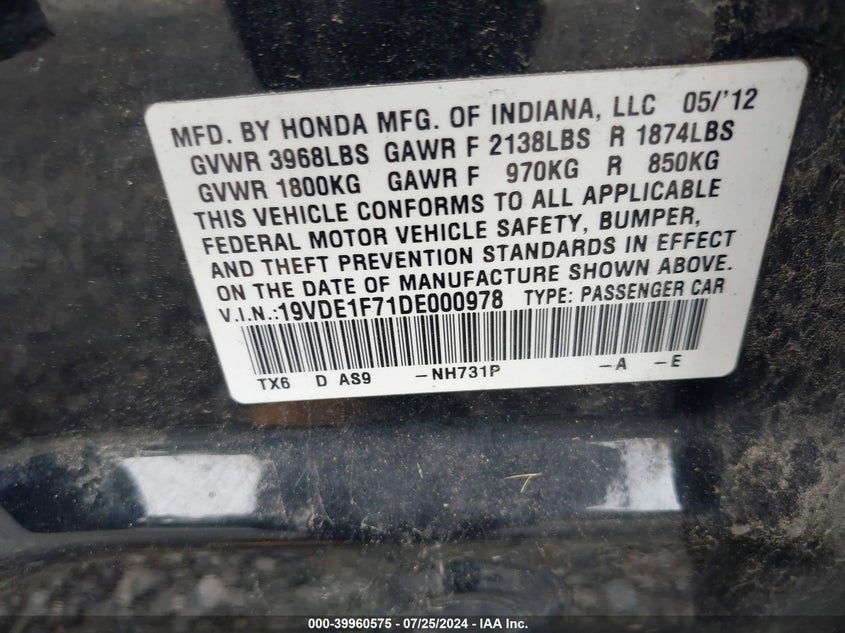 MFD. BY HONDA MFG. OF INDIANA, LLC 05/'12
GVWR 3968LBS GAWR F 2138LBS R 1874LBS
GVWR 1800KG GAWR F 970KG R 850KG
THIS VEHICLE CONFORMS TO ALL APPLICABLE
FEDERAL MOTOR VEHICLE SAFETY, BUMPER,
AND THEFT PREVENTION STANDARDS IN EFFECT
ON THE DATE OF MANUFACTURE SHOWN ABOVE.
V.I.N.:19VDE1F71DE000978 TYPE: PASSENGER CAR
TX6 D AS9 -NH731P -A -E
000-39960575 - 07/25/2024 - IAA Inc.